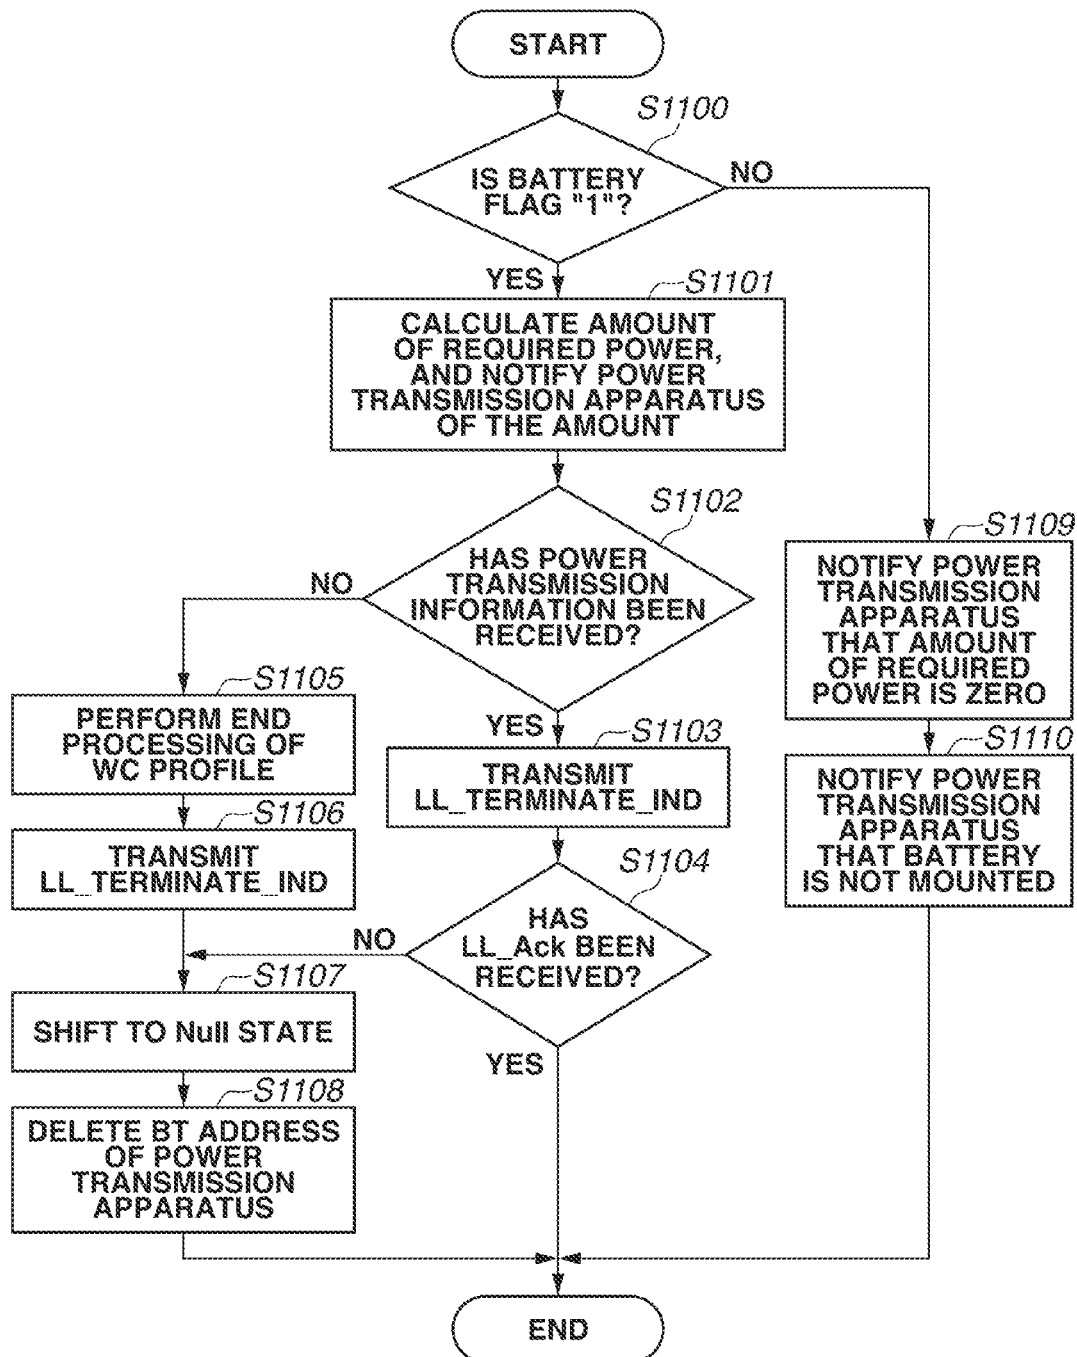 START
S1100
IS BATTERY
FLAG "1"?
NO
YES
S1101
CALCULATE AMOUNT
OF REQUIRED POWER,
AND NOTIFY POWER
TRANSMISSION APPARATUS
OF THE AMOUNT
S1102
HAS POWER
TRANSMISSION
INFORMATION BEEN
RECEIVED?
NO
YES
S1103
TRANSMIT
LL_TERMINATE_IND
S1104
HAS
LL_Ack BEEN
RECEIVED?
NO
YES
S1105
PERFORM END
PROCESSING OF
WC PROFILE
S1106
TRANSMIT
LL_TERMINATE_IND
S1107
SHIFT TO Null STATE
S1108
DELETE BT ADDRESS
OF POWER
TRANSMISSION
APPARATUS
S1109
NOTIFY POWER
TRANSMISSION
APPARATUS
THAT AMOUNT
OF REQUIRED
POWER IS ZERO
S1110
NOTIFY POWER
TRANSMISSION
APPARATUS
THAT BATTERY
IS NOT MOUNTED
END